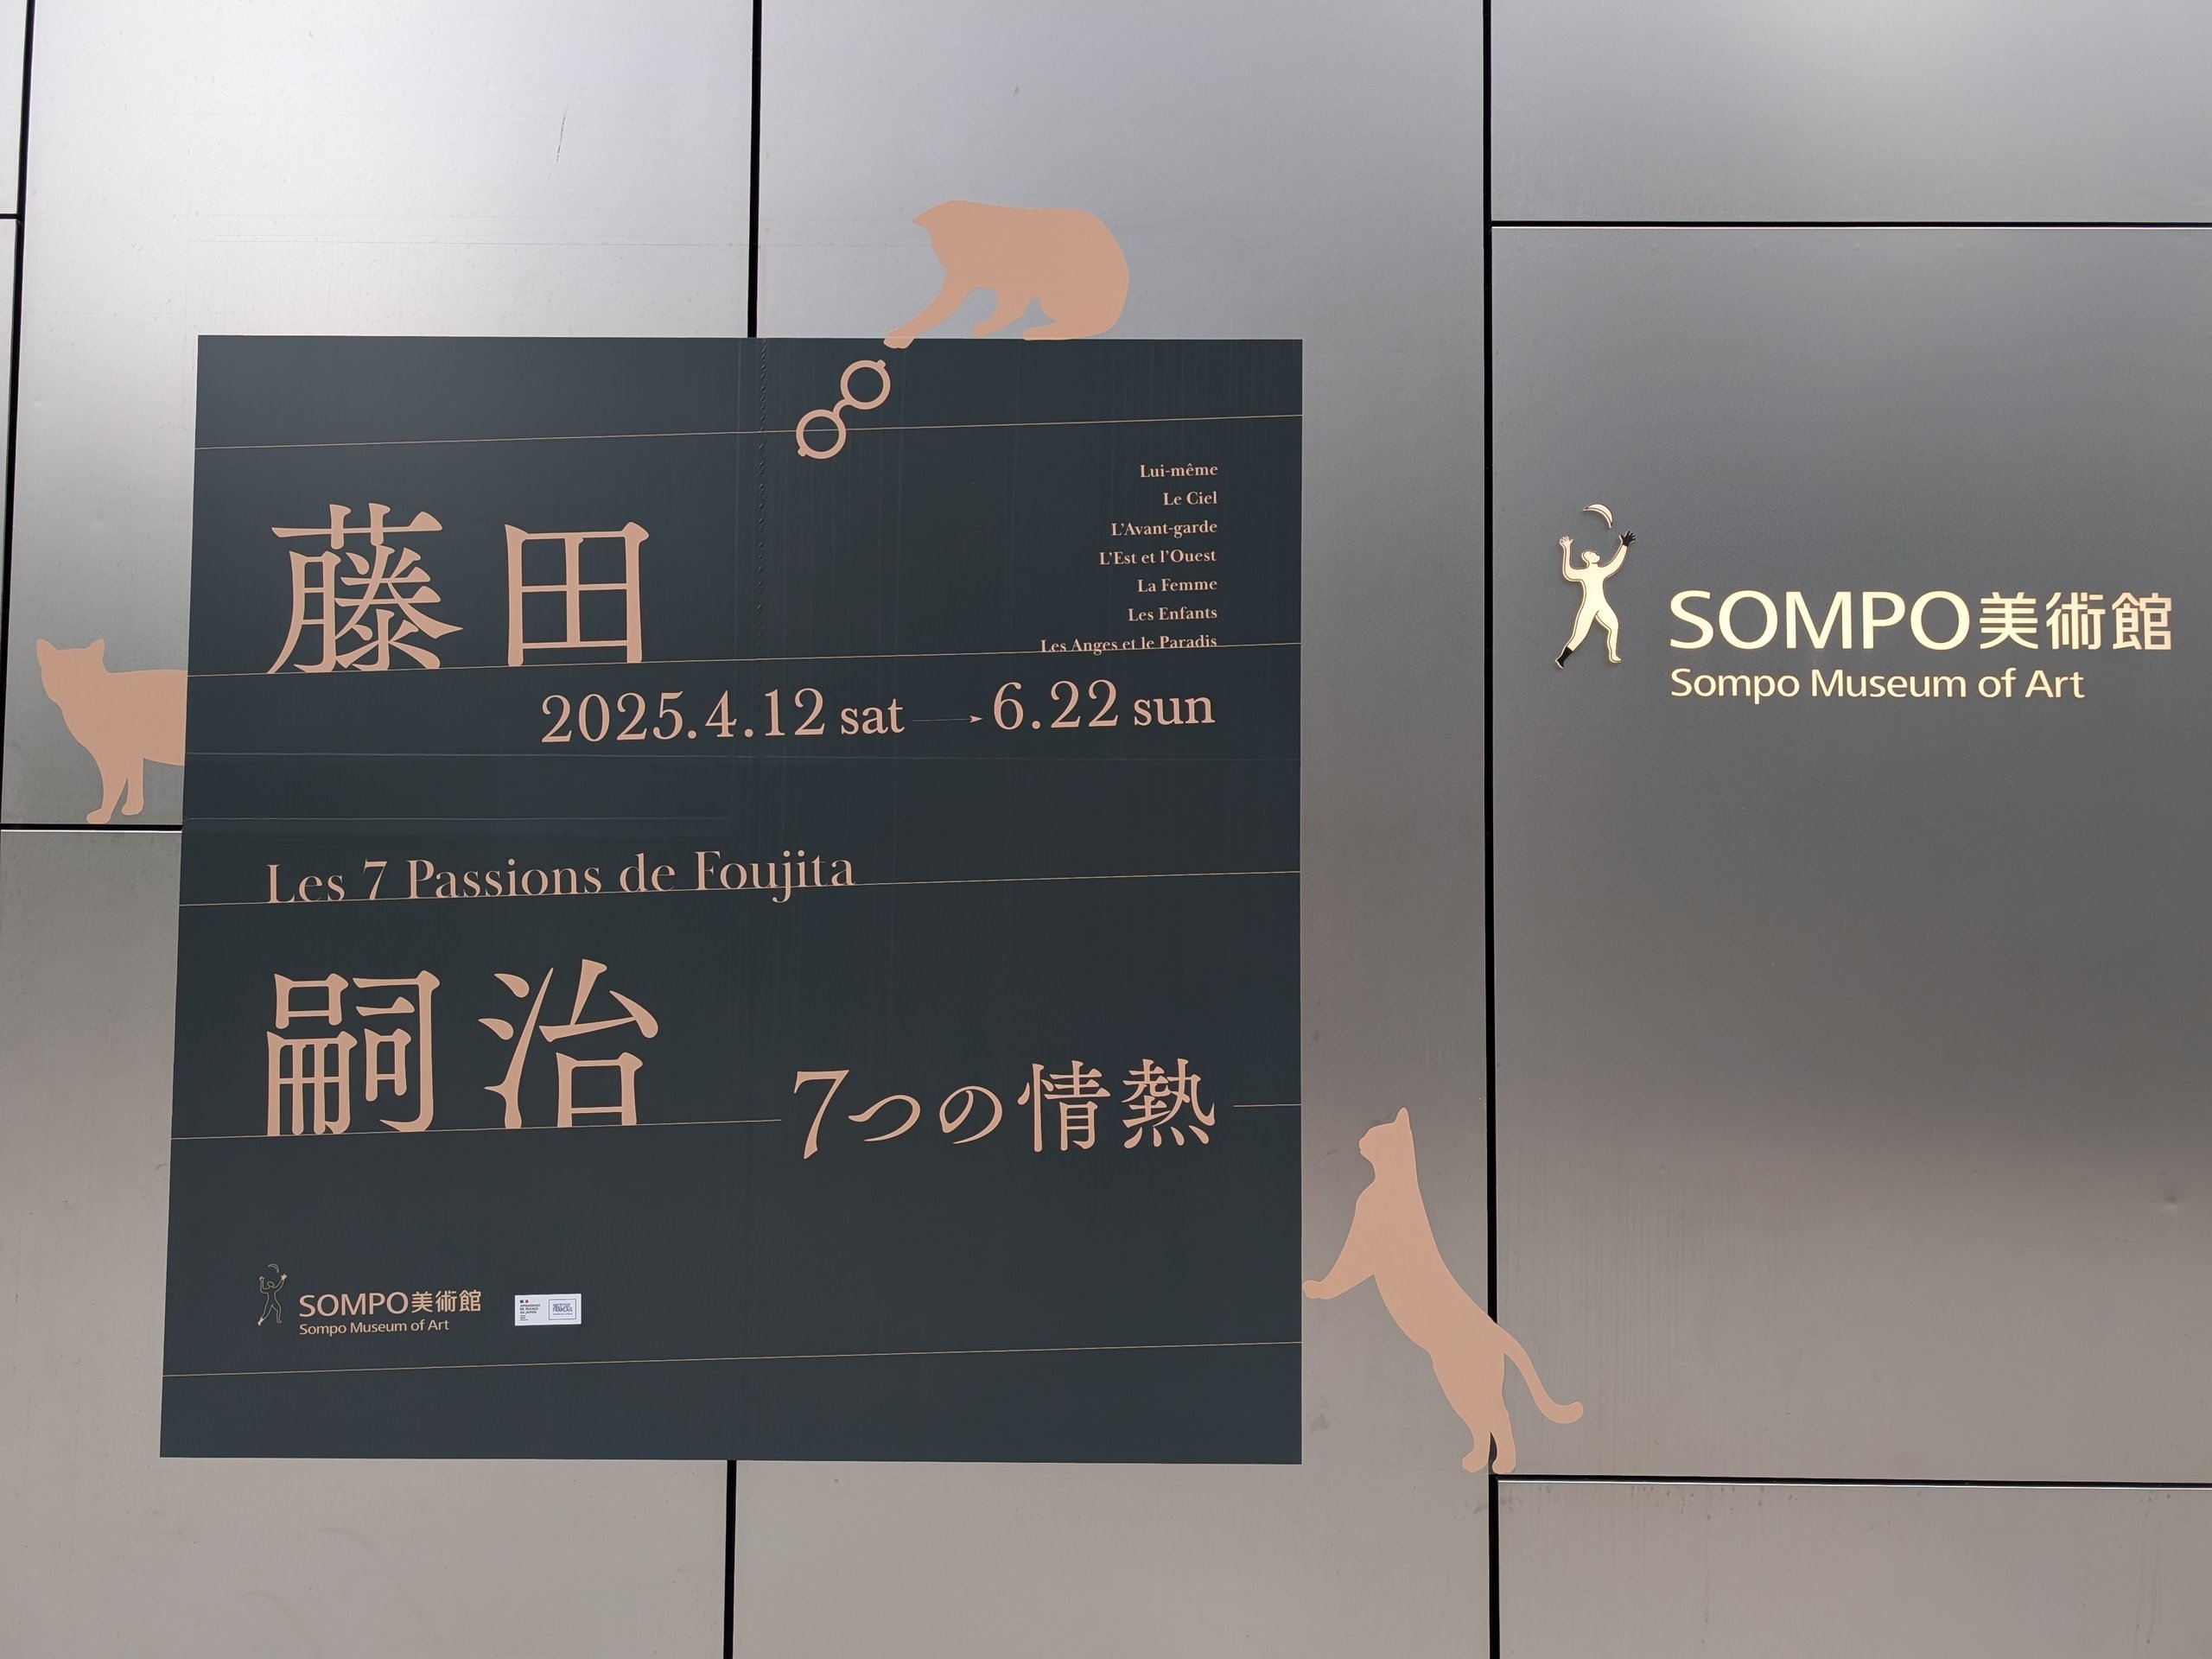 Lui-même
Le Ciel
L'Avant-garde
L'Est et l'Ouest
La Femme
Les Enfants
Les Anges et le Paradis
藤田
2025.4.12 sat → 6.22 sun
Les 7 Passions de Foujita
嗣治
7つの情熱
SOMPO美術館
Sompo Museum of Art
SOMPO美術館
Sompo Museum of Art